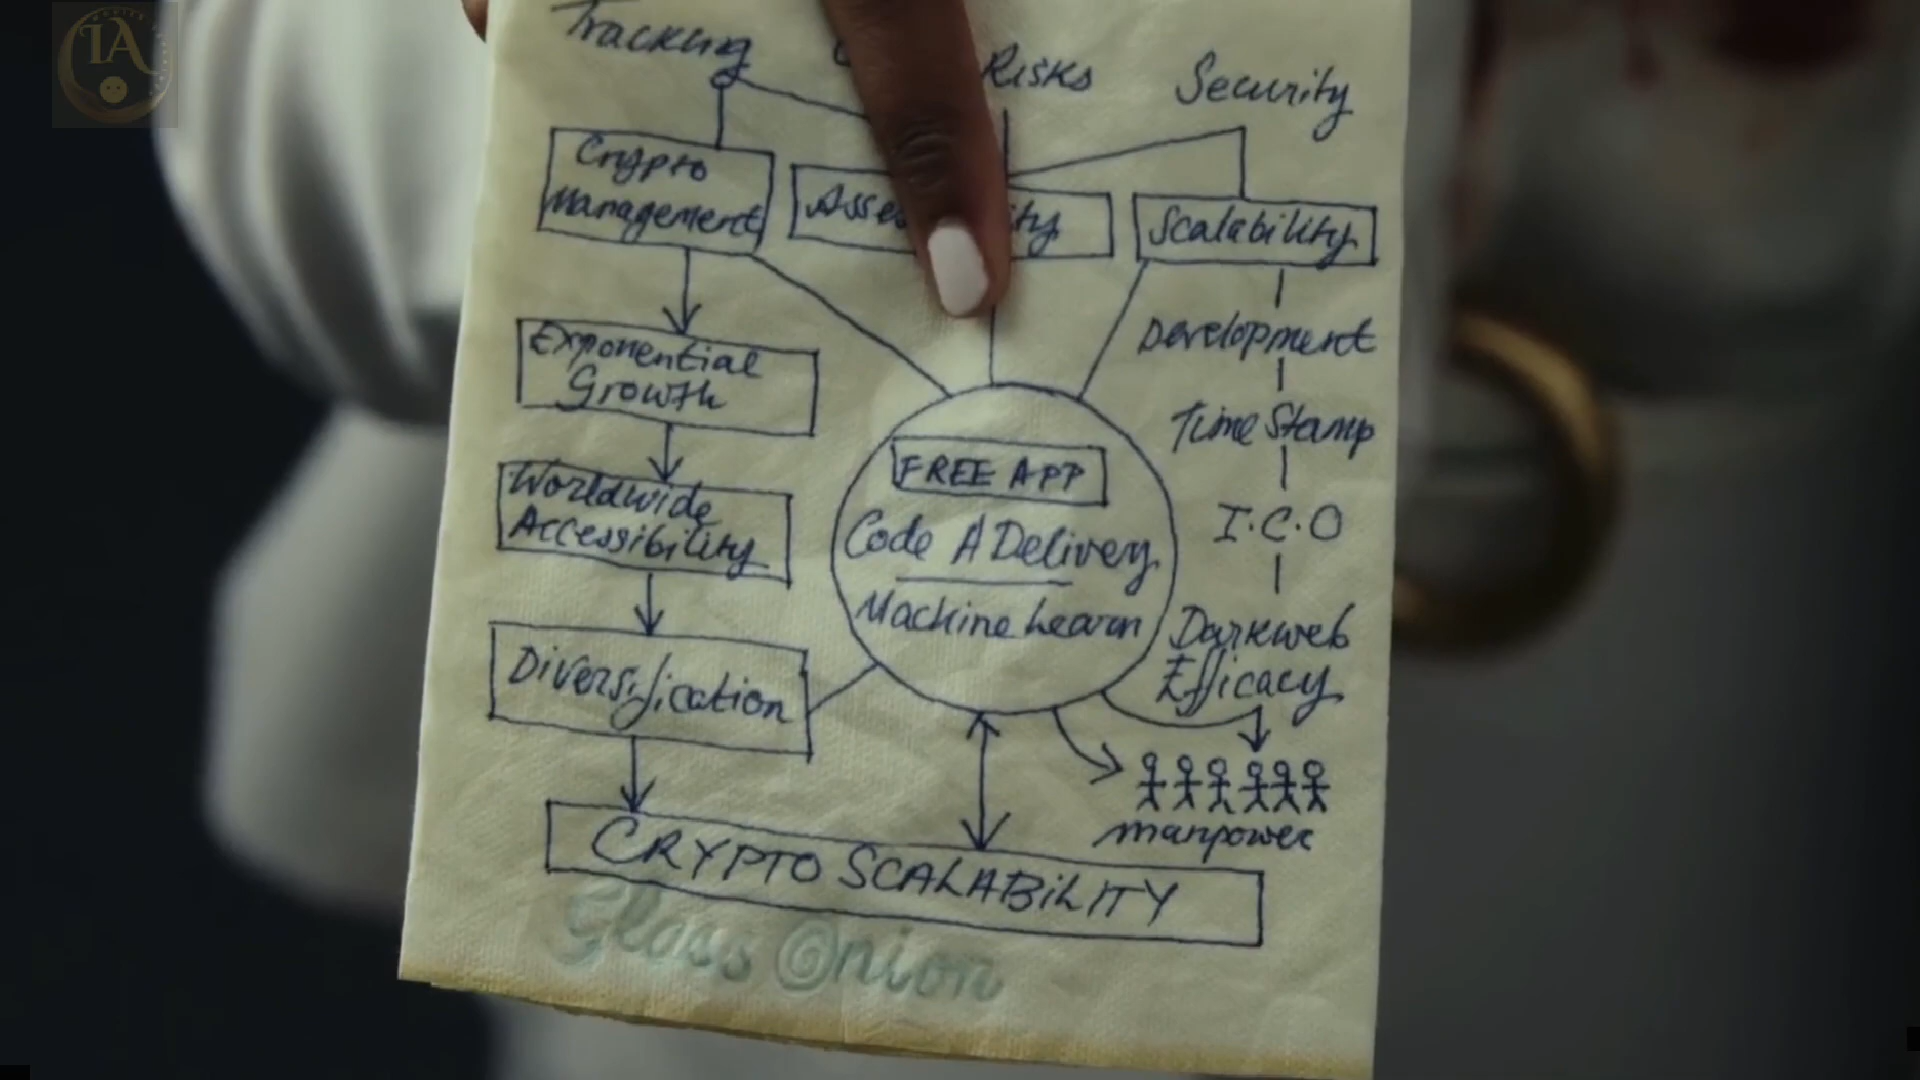 IA
Tracking
Risks
Security
Crypto
Management
Scalability
Development
Exponential
Growth
Time Stamp
FREE APP
Worldwide
Accessibility
Code A Delivery
I.C.O
Machine Learn
Darkweb
Efficacy
Diversification
manpower
CRYPTO SCALABILITY
Glass Onion